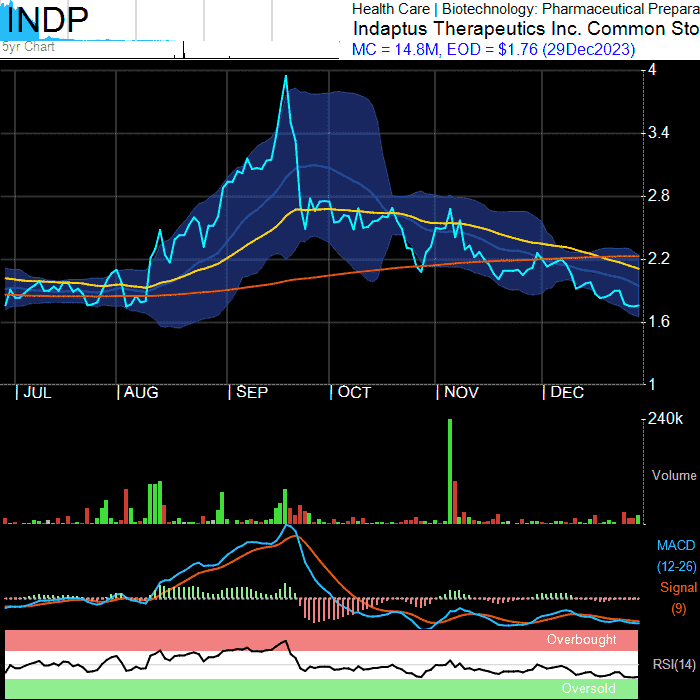 INDP
5yr Chart
Health Care | Biotechnology: Pharmaceutical Prepara
Indaptus Therapeutics Inc. Common Sto
MC = 14.8M, EOD = $1.76 (29Dec2023)
4
3.4
2.8
2.2
1.6
1
JUL AUG SEP OCT NOV DEC
240k
Volume
MACD
(12-26)
Signal
(9)
Overbought
RSI(14)
Oversold